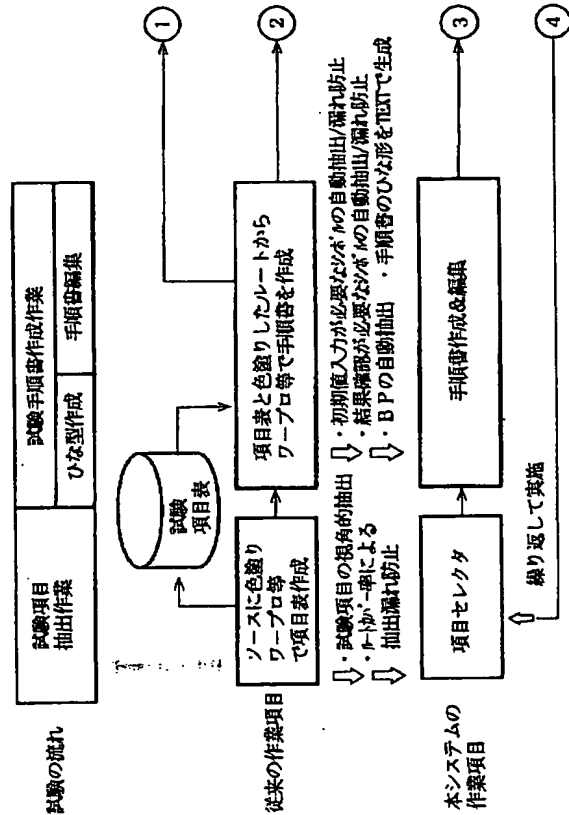 試験の流れ
試験項目
抽出作業
試験手順書作成作業
ひな型作成
手順書編集
試験
項目表
従来の作業項目
ソースに色塗り
ワープロ等
で項目表作成
項目表と色塗りしたルートから
ワープロ等で手順書を作成
①
②
・試験項目の視角的抽出
・ルートカバー率による
抽出漏れ防止
・初期値入力が必要なシンボルの自動抽出/漏れ防止
・結果確認が必要なシンボルの自動抽出/漏れ防止
・BPの自動抽出 ・手順書のひな形をTEXTで生成
本システムの
作業項目
項目セレクタ
手順書作成&編集
③
繰り返して実施
④